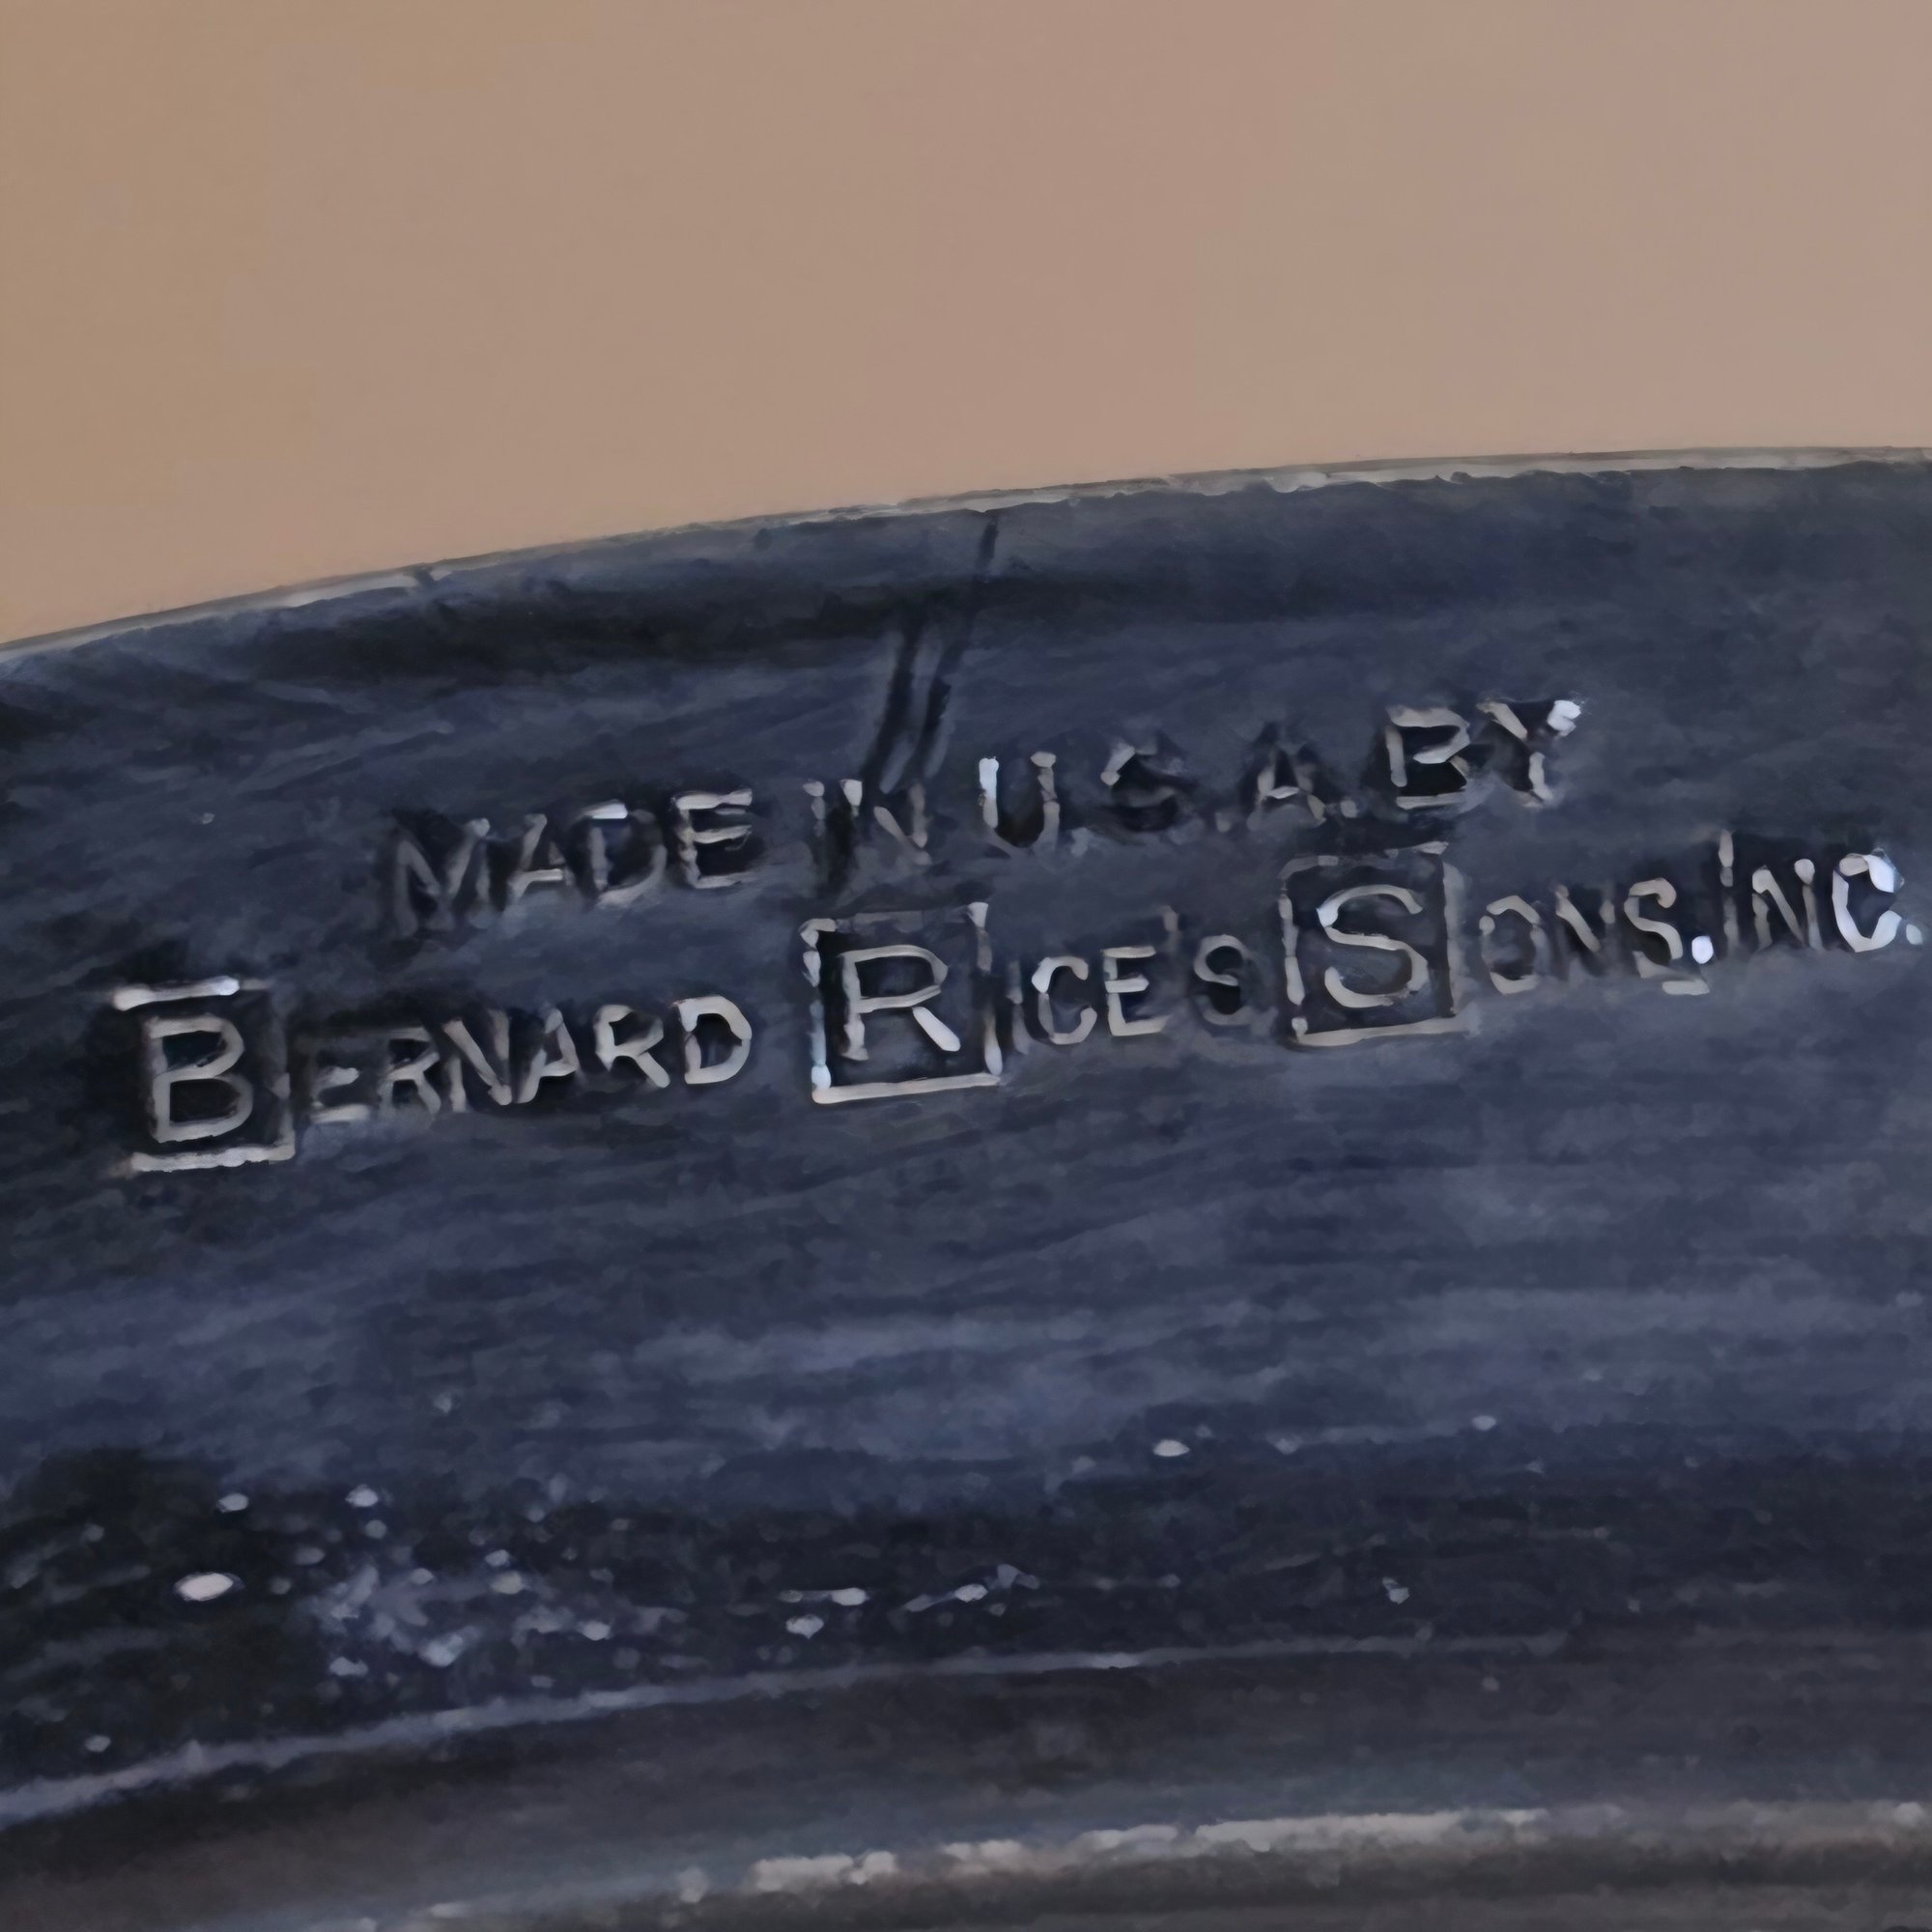 MADE IN U.S.A. BY
BERNARD RICE'S SONS, INC.